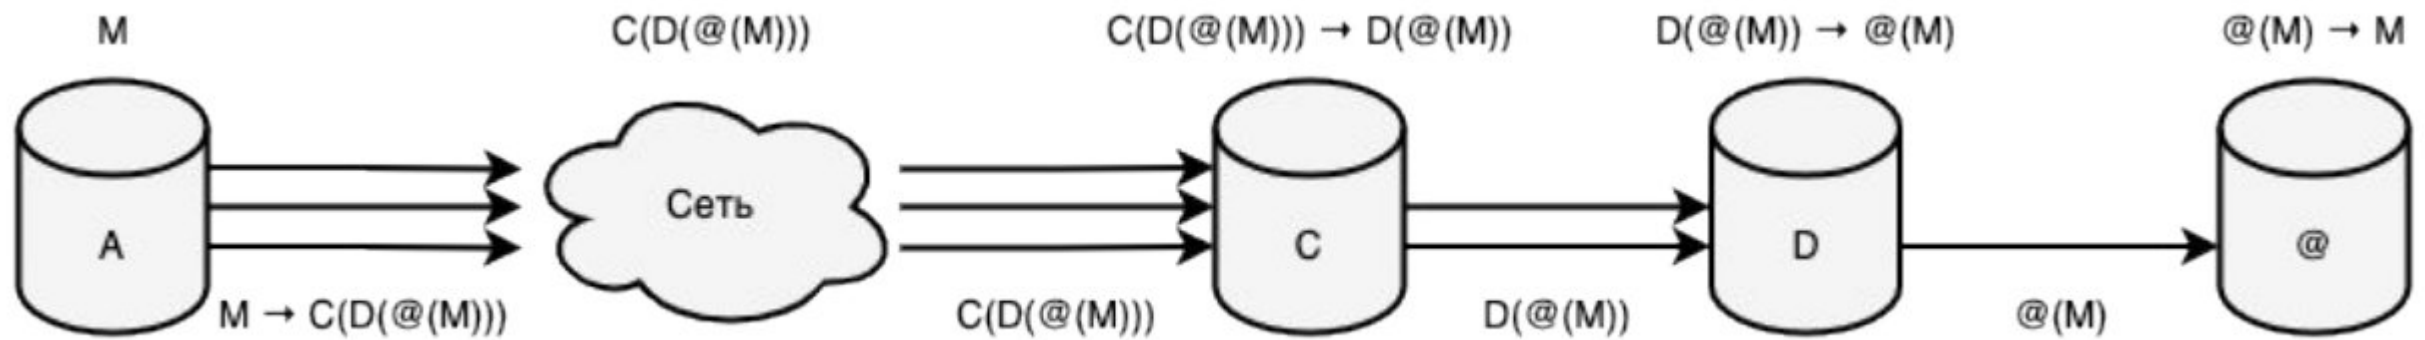 M
C(D(@(M)))
C(D(@(M))) → D(@(M))
D(@(M)) → @(M)
@(M) → M
A
Сеть
C
D
@
M → C(D(@(M)))
C(D(@(M)))
D(@(M))
@(M)